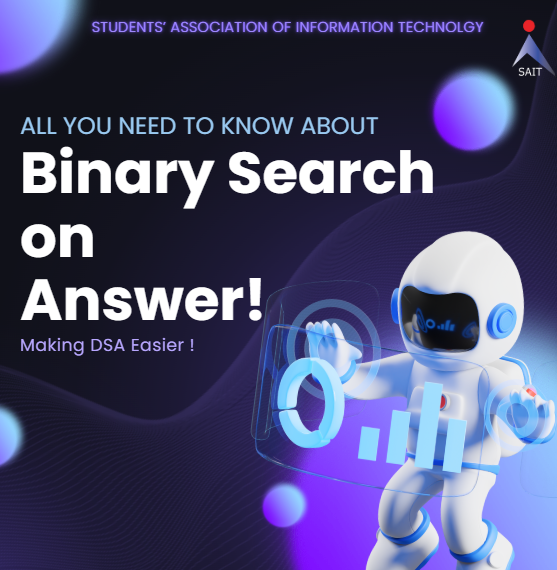 STUDENTS' ASSOCIATION OF INFORMATION TECHNOLGY
SAIT
ALL YOU NEED TO KNOW ABOUT
Binary Search
on
Answer!
Making DSA Easier !